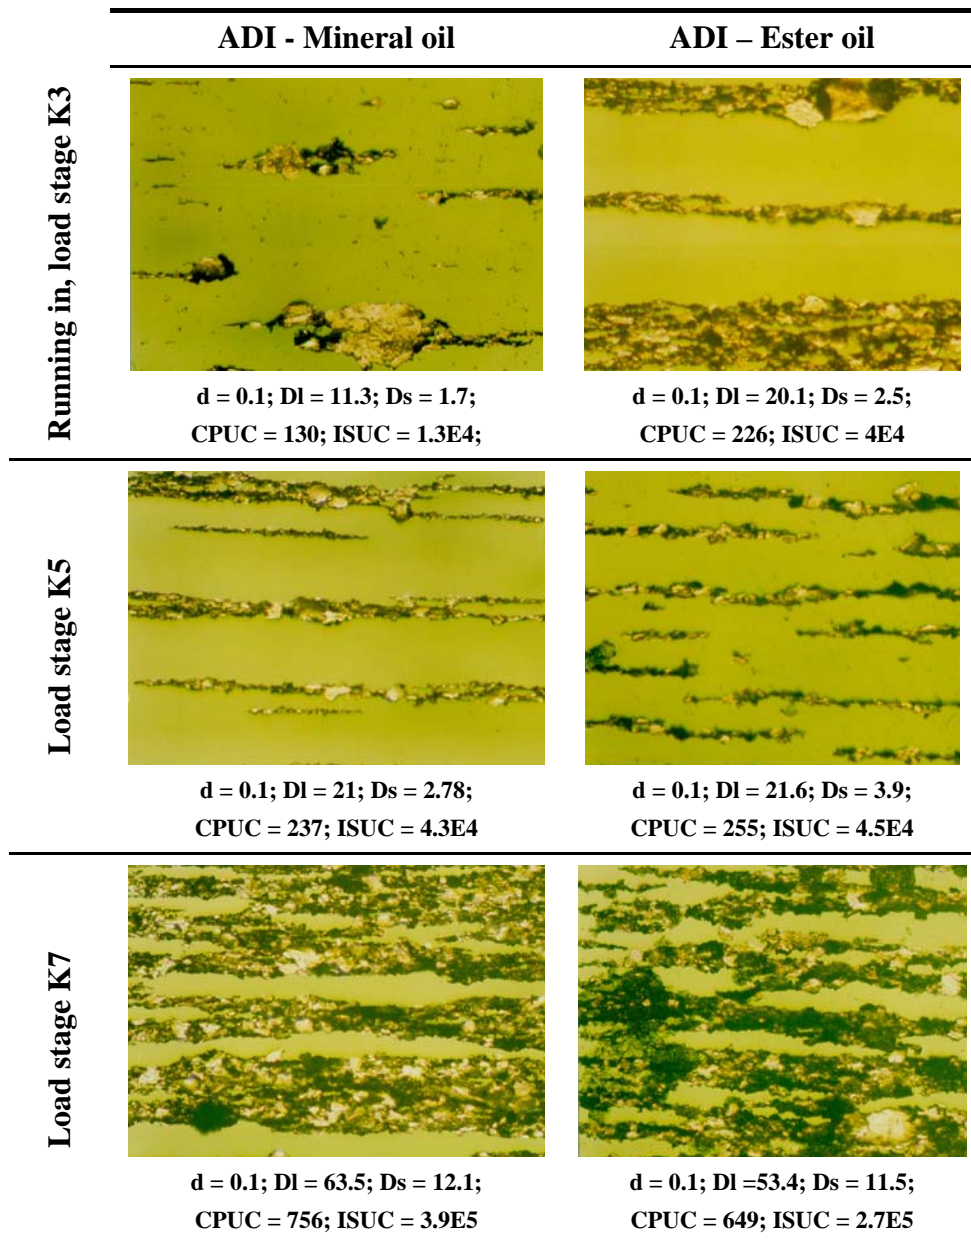 ADI - Mineral oil
ADI – Ester oil
Running in, load stage K3
d = 0.1; Dl = 11.3; Ds = 1.7;
CPUC = 130; ISUC = 1.3E4;
d = 0.1; Dl = 20.1; Ds = 2.5;
CPUC = 226; ISUC = 4E4
Load stage K5
d = 0.1; Dl = 21; Ds = 2.78;
CPUC = 237; ISUC = 4.3E4
d = 0.1; Dl = 21.6; Ds = 3.9;
CPUC = 255; ISUC = 4.5E4
Load stage K7
d = 0.1; Dl = 63.5; Ds = 12.1;
CPUC = 756; ISUC = 3.9E5
d = 0.1; Dl =53.4; Ds = 11.5;
CPUC = 649; ISUC = 2.7E5